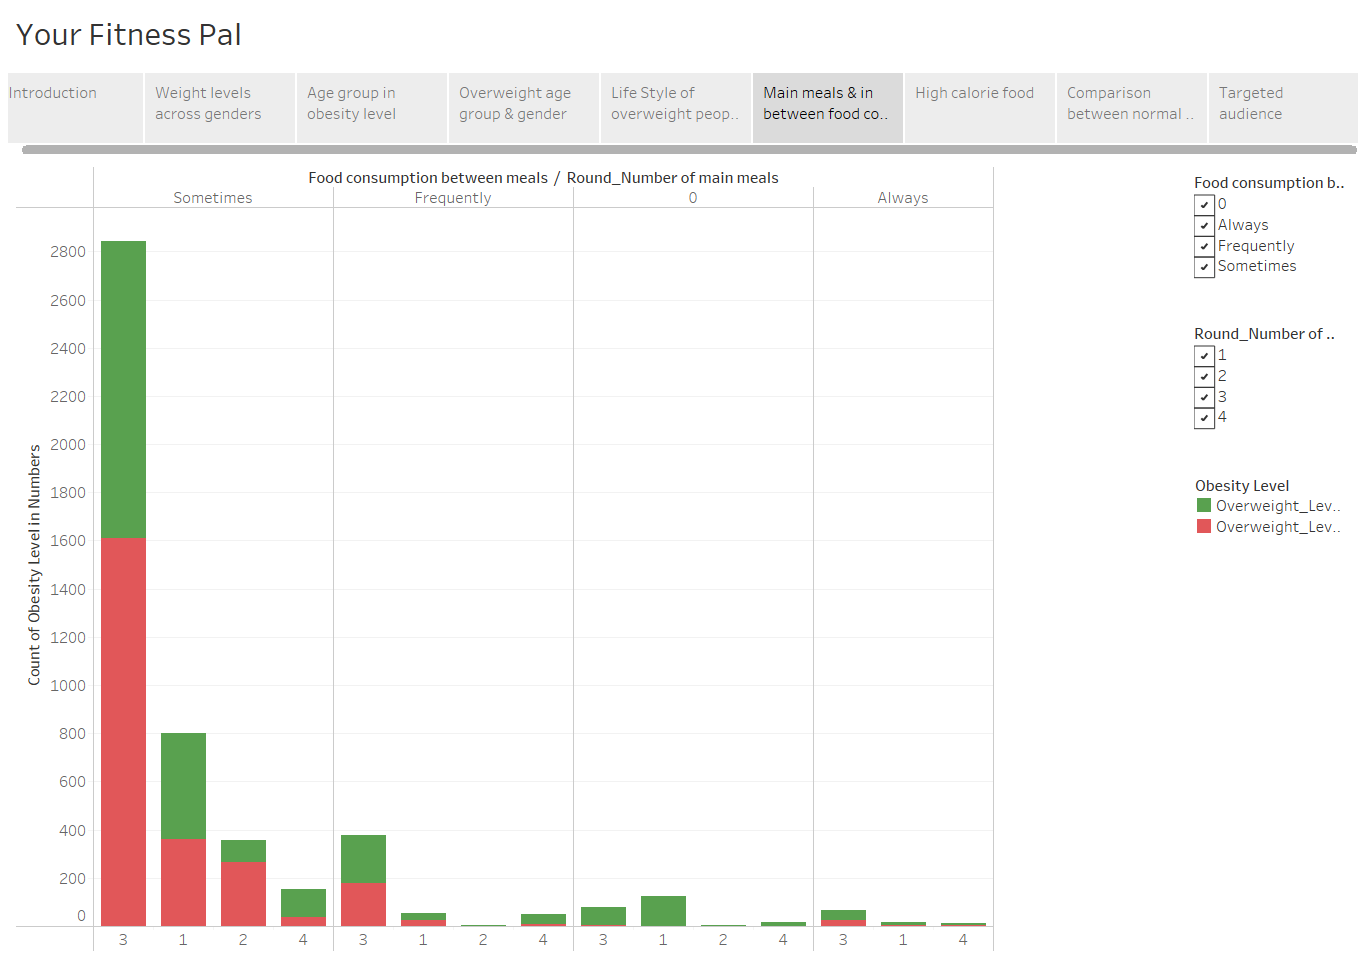 Your Fitness Pal
Introduction
Weight levels
across genders
Age group in
obesity level
Overweight age
group & gender
Life Style of
overweight peop..
Main meals & in
between food co..
High calorie food
Comparison
between normal ..
Targeted
audience
Food consumption between meals / Round_Number of main meals
Sometimes
Frequently
0
Always
Count of Obesity Level in Numbers
2800
2600
2400
2200
2000
1800
1600
1400
1200
1000
800
600
400
200
0
3 1 2 4 3 1 2 4 3 1 2 4 3 1 4
Food consumption b..
0
Always
Frequently
Sometimes
Round_Number of ..
1
2
3
4
Obesity Level
Overweight_Lev..
Overweight_Lev..